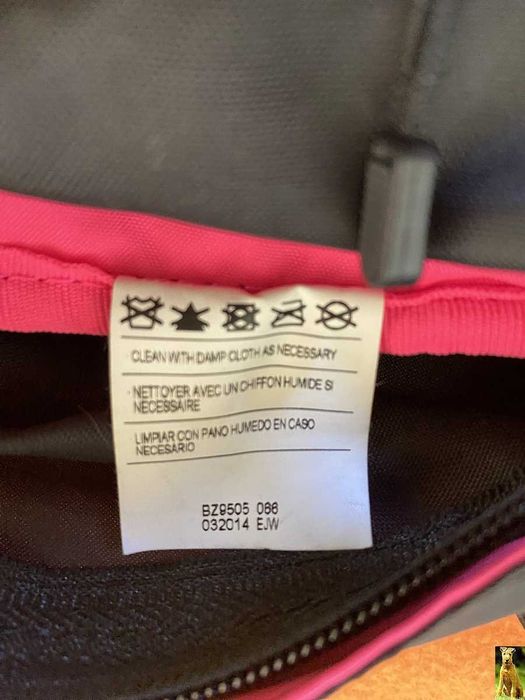 CLEAN WITH DAMP CLOTH AS NECESSARY
NETTOYER AVEC UN CHIFFON HUMIDE SI
NECESSAIRE
LIMPIAR CON PANO HUMEDO EN CASO
NECESARIO
BZ9505 066
032014 EJW